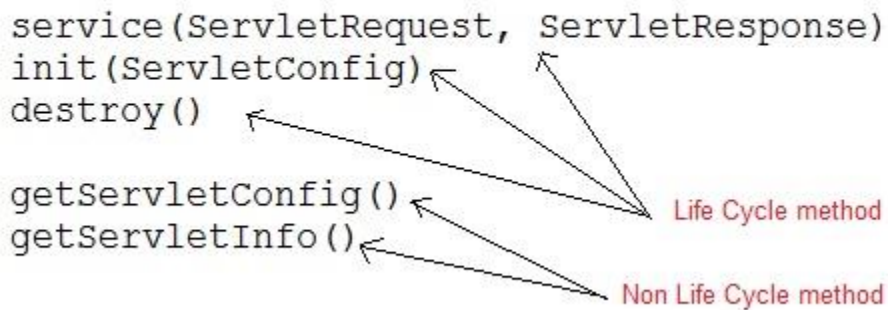 service(ServletRequest, ServletResponse)
init(ServletConfig)
destroy()
getServletConfig()
getServletInfo()
Life Cycle method
Non Life Cycle method